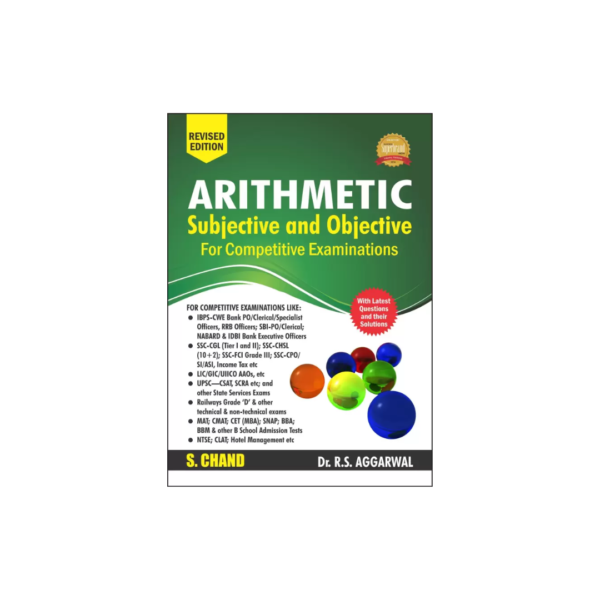 REVISED
EDITION
Superbrand
ARITHMETIC
Subjective and Objective
For Competitive Examinations
FOR COMPETITIVE EXAMINATIONS LIKE:
• IBPS-CWE Bank PO/Clerical/Specialist
Officers, RRB Officers; SBI-PO/Clerical;
NABARD & IDBI Bank Executive Officers
• SSC-CGL (Tier I and II); SSC-CHSL
(10+2); SSC-FCI Grade III; SSC-CPO/
SI/ASI, Income Tax etc
• LIC/GIC/UIICO AAOs, etc
• UPSC—CSAT, SCRA etc; and
other State Services Exams
• Railways Grade 'D' & other
technical & non-technical exams
• MAT; CMAT; CET (MBA); SNAP; BBA;
BBM & other B School Admission Tests
• NTSE; CLAT; Hotel Management etc
With Latest
Questions
and their
Solutions
S. CHAND
Dr. R.S. AGGARWAL